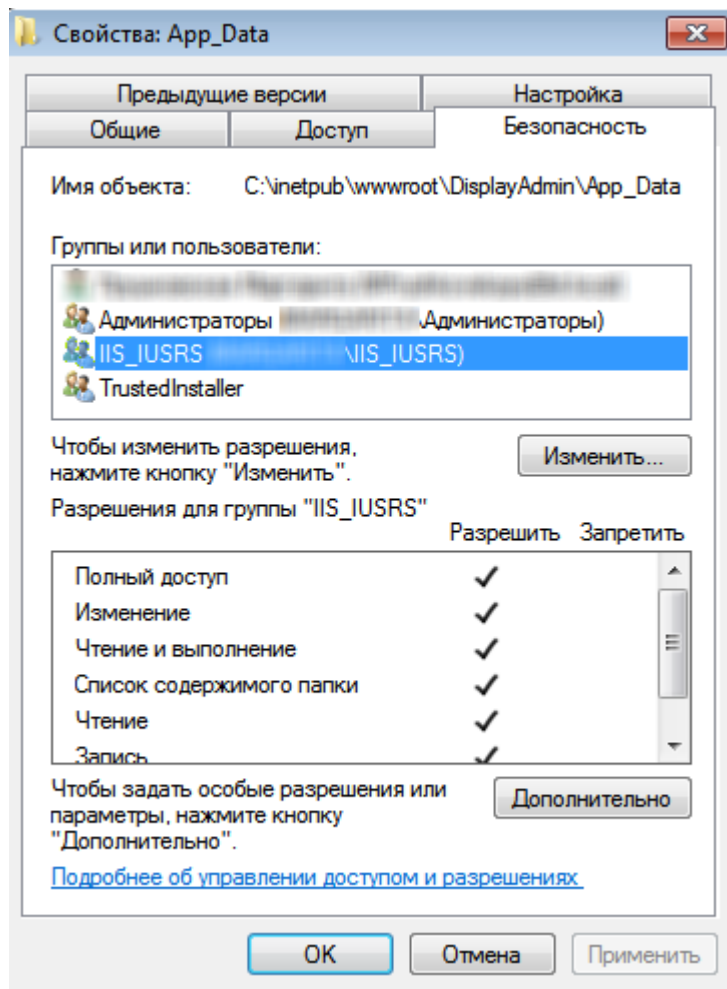 Свойства: App_Data
Предыдущие версии
Настройка
Общие
Доступ
Безопасность
Имя объекта: C:\inetpub\wwwroot\DisplayAdmin\App_Data
Группы или пользователи:
Администраторы \Администраторы)
IIS_IUSRS \IIS_IUSRS)
TrustedInstaller
Чтобы изменить разрешения,
нажмите кнопку "Изменить".
Изменить...
Разрешения для группы "IIS_IUSRS"
Разрешить Запретить
Полный доступ
Изменение
Чтение и выполнение
Список содержимого папки
Чтение
Запись
Чтобы задать особые разрешения или
параметры, нажмите кнопку
"Дополнительно".
Дополнительно
Подробнее об управлении доступом и разрешениях
OK
Отмена
Применить